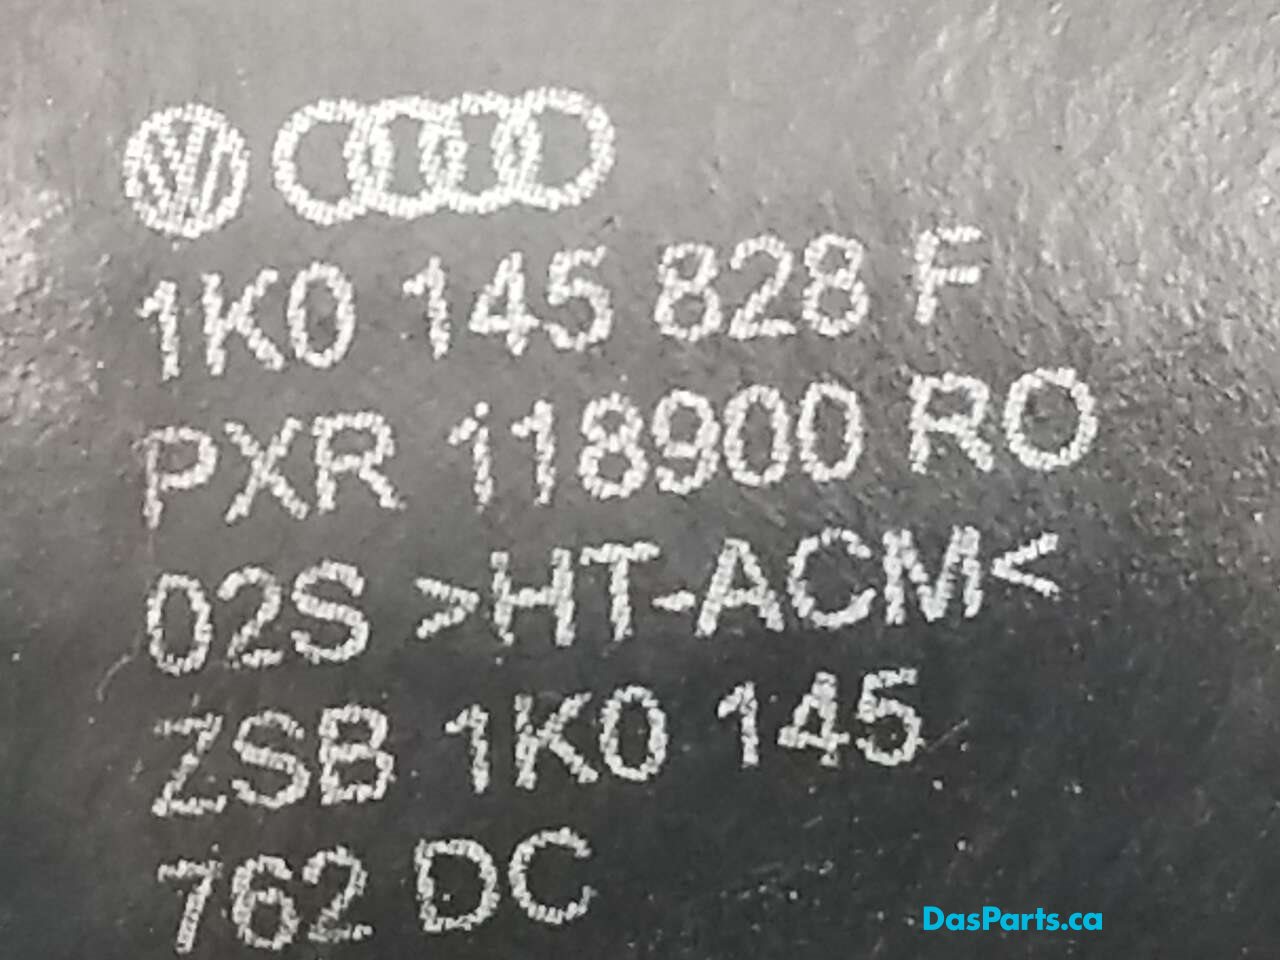 1K0 145 828 F
PXR 118900 RO
02S >HT-ACM<
ZSB 1K0 145
762 DC
DasParts.ca